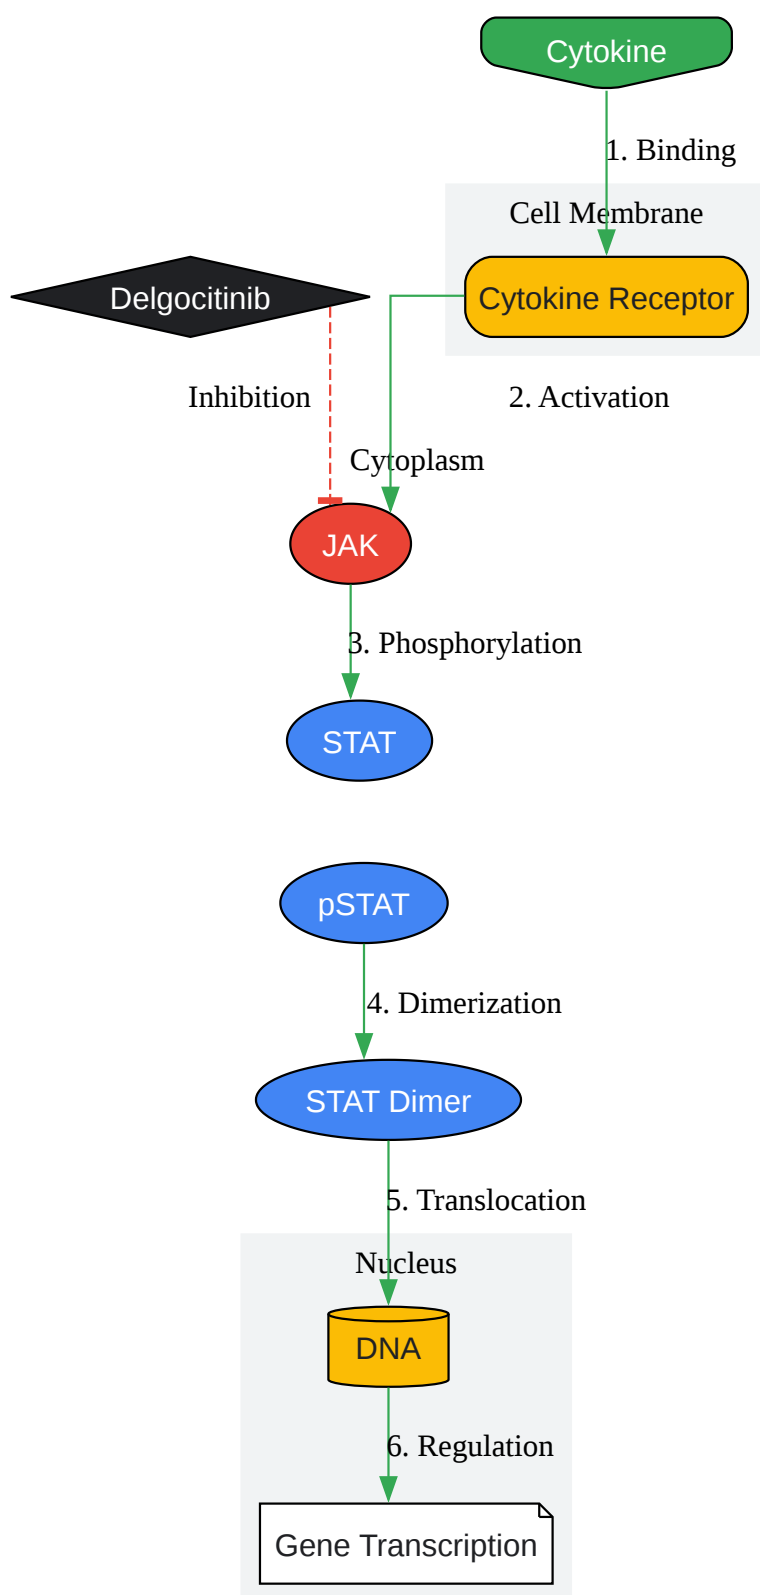 Cytokine
1. Binding
Cell Membrane
Delgocitinib
Cytokine Receptor
Inhibition
2. Activation
Cytoplasm
JAK
3. Phosphorylation
STAT
pSTAT
4. Dimerization
STAT Dimer
5. Translocation
Nucleus
DNA
6. Regulation
Gene Transcription